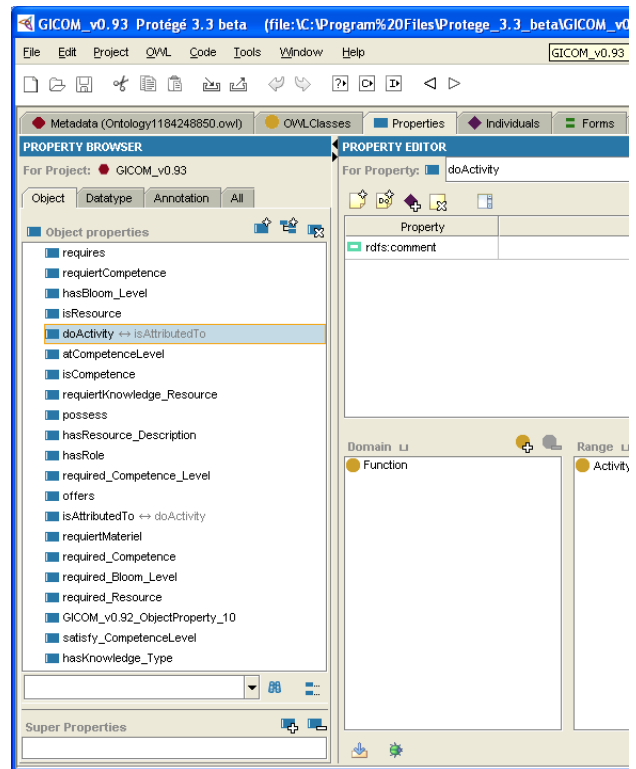 GICOM_v0.93 Protégé 3.3 beta (file:\C:\Program%20Files\Protege_3.3_beta\GICOM_v0
File Edit Project OWL Code Tools Window Help
GICOM_v0.93
Metadata (Ontology1184248850.owl) OWLClasses Properties Individuals Forms
PROPERTY BROWSER
PROPERTY EDITOR
For Project: GICOM_v0.93
For Property: doActivity
Object Datatype Annotation All
Object properties
Property
rdfs:comment
requires
requiertCompetence
hasBloom_Level
isResource
doActivity ↔ isAttributedTo
atCompetenceLevel
isCompetence
requiertKnowledge_Resource
possess
hasResource_Description
hasRole
required_Competence_Level
offers
isAttributedTo ↔ doActivity
requiertMateriel
required_Competence
required_Bloom_Level
required_Resource
GICOM_v0.92_ObjectProperty_10
satisfy_CompetenceLevel
hasKnowledge_Type
Domain ⊔
Range ⊔
Function
Activity
Super Properties